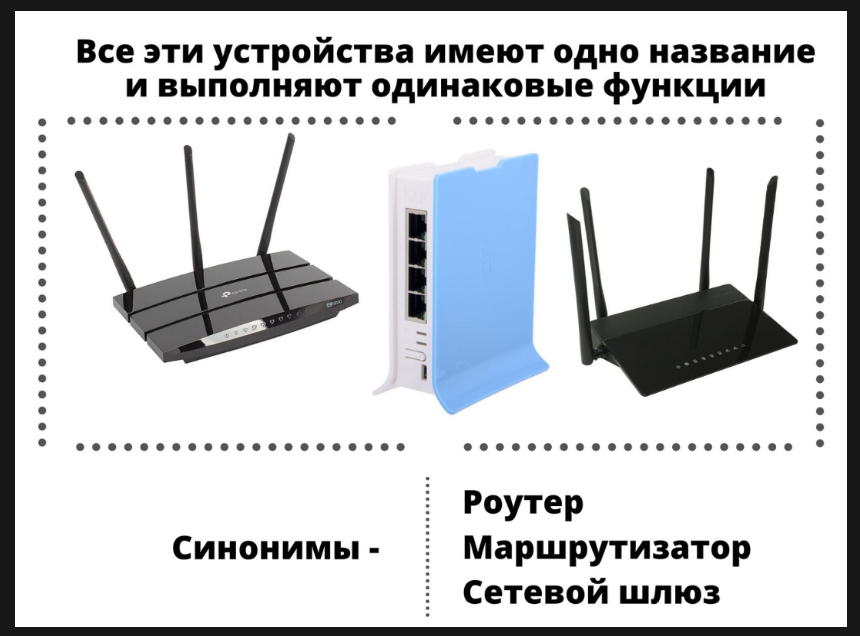 Все эти устройства имеют одно название
и выполняют одинаковые функции
Синонимы -
Роутер
Маршрутизатор
Сетевой шлюз